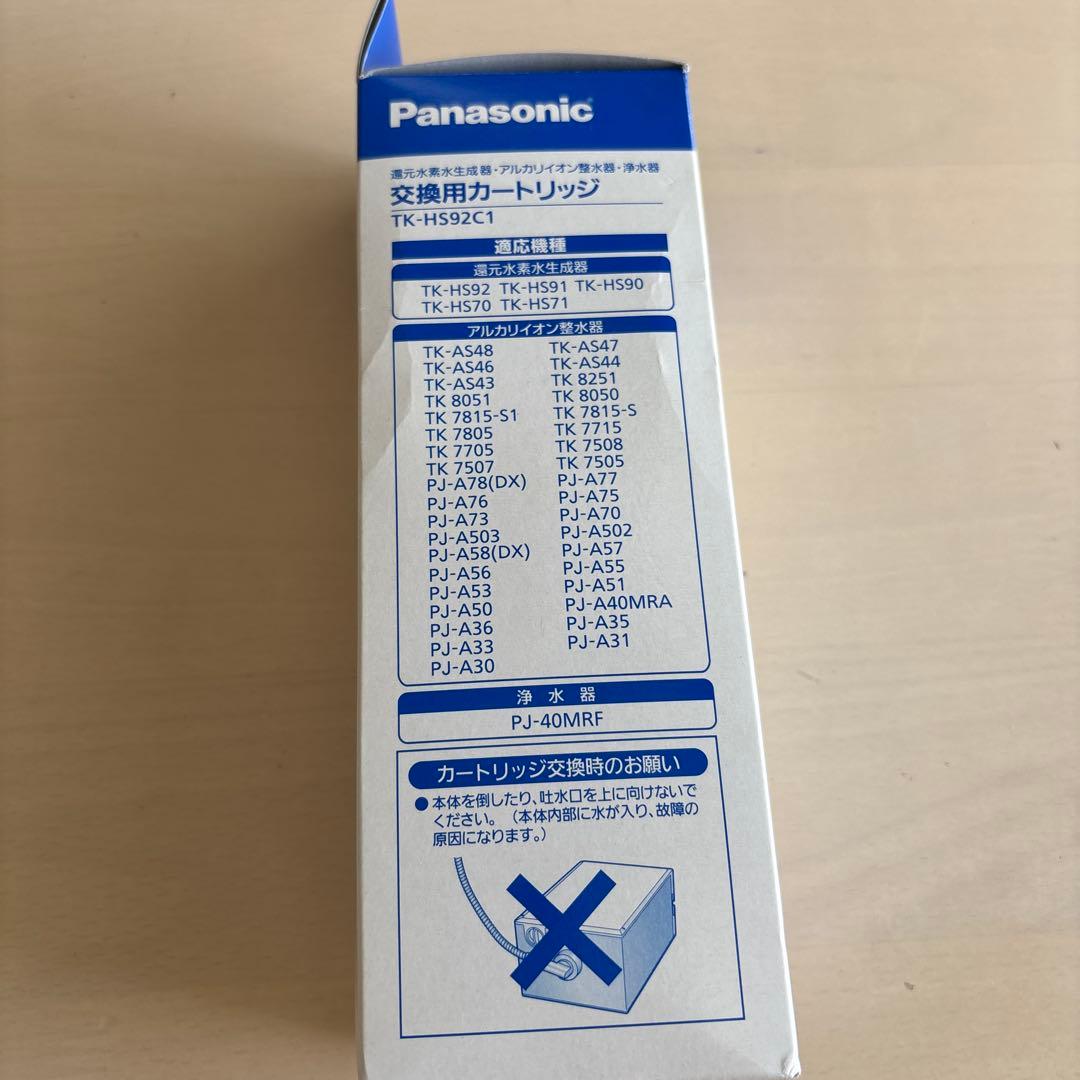 Panasonic
還元水素水生成器・アルカリイオン整水器・浄水器
交換用カートリッジ
TK-HS92C1
適応機種
還元水素水生成器
TK-HS92 TK-HS91 TK-HS90
TK-HS70 TK-HS71
アルカリイオン整水器
TK-AS48 TK-AS47
TK-AS46 TK-AS44
TK-AS43 TK 8251
TK 8051 TK 8050
TK 7815-S1 TK 7815-S
TK 7805 TK 7715
TK 7705 TK 7508
TK 7507 TK 7505
PJ-A78(DX) PJ-A77
PJ-A76 PJ-A75
PJ-A73 PJ-A70
PJ-A503 PJ-A502
PJ-A58(DX) PJ-A57
PJ-A56 PJ-A55
PJ-A53 PJ-A51
PJ-A50 PJ-A40MRA
PJ-A36 PJ-A35
PJ-A33 PJ-A31
PJ-A30
浄水器
PJ-40MRF
カートリッジ交換時のお願い
●本体を倒したり、吐水口を上に向けないで
ください。（本体内部に水が入り、故障の
原因になります。）